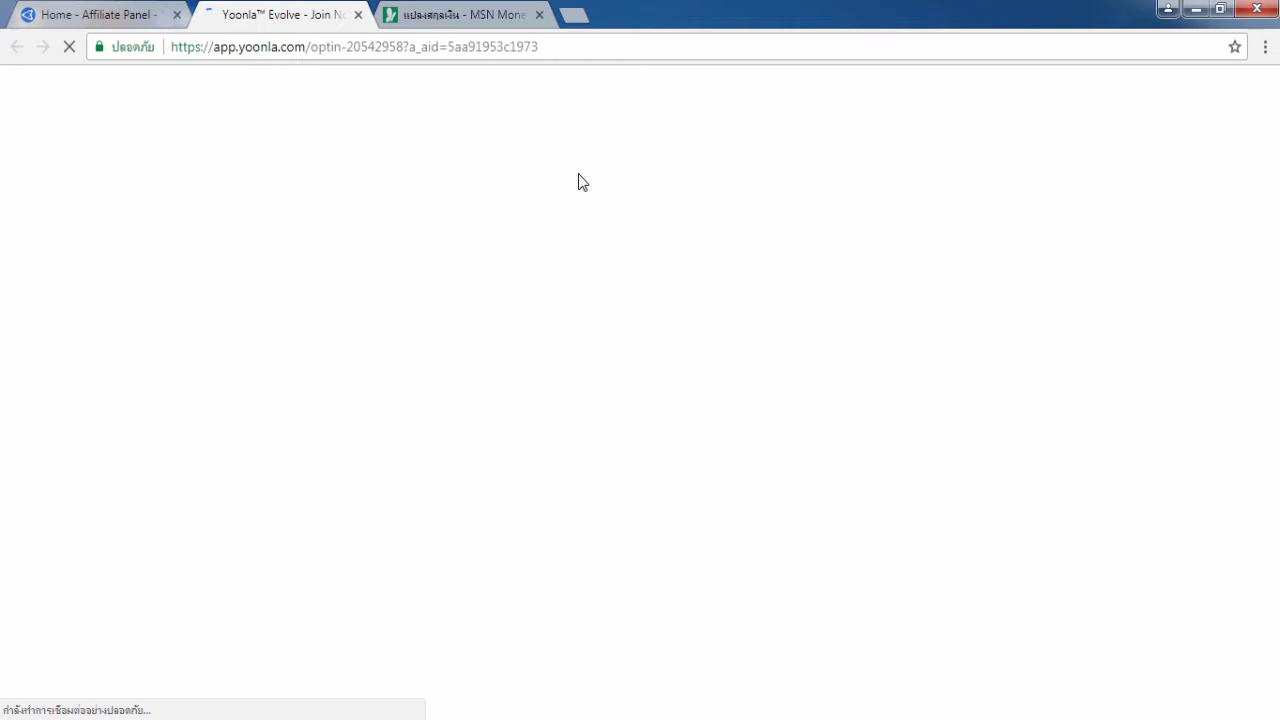 Home - Affiliate Panel -
Yoonla™ Evolve - Join No
แปลงสกุลเงิน - MSN Mone
ปลอดภัย
https://app.yoonla.com/optin-20542958?a_aid=5aa91953c1973
กำลังทำการเชื่อมต่ออย่างปลอดภัย...